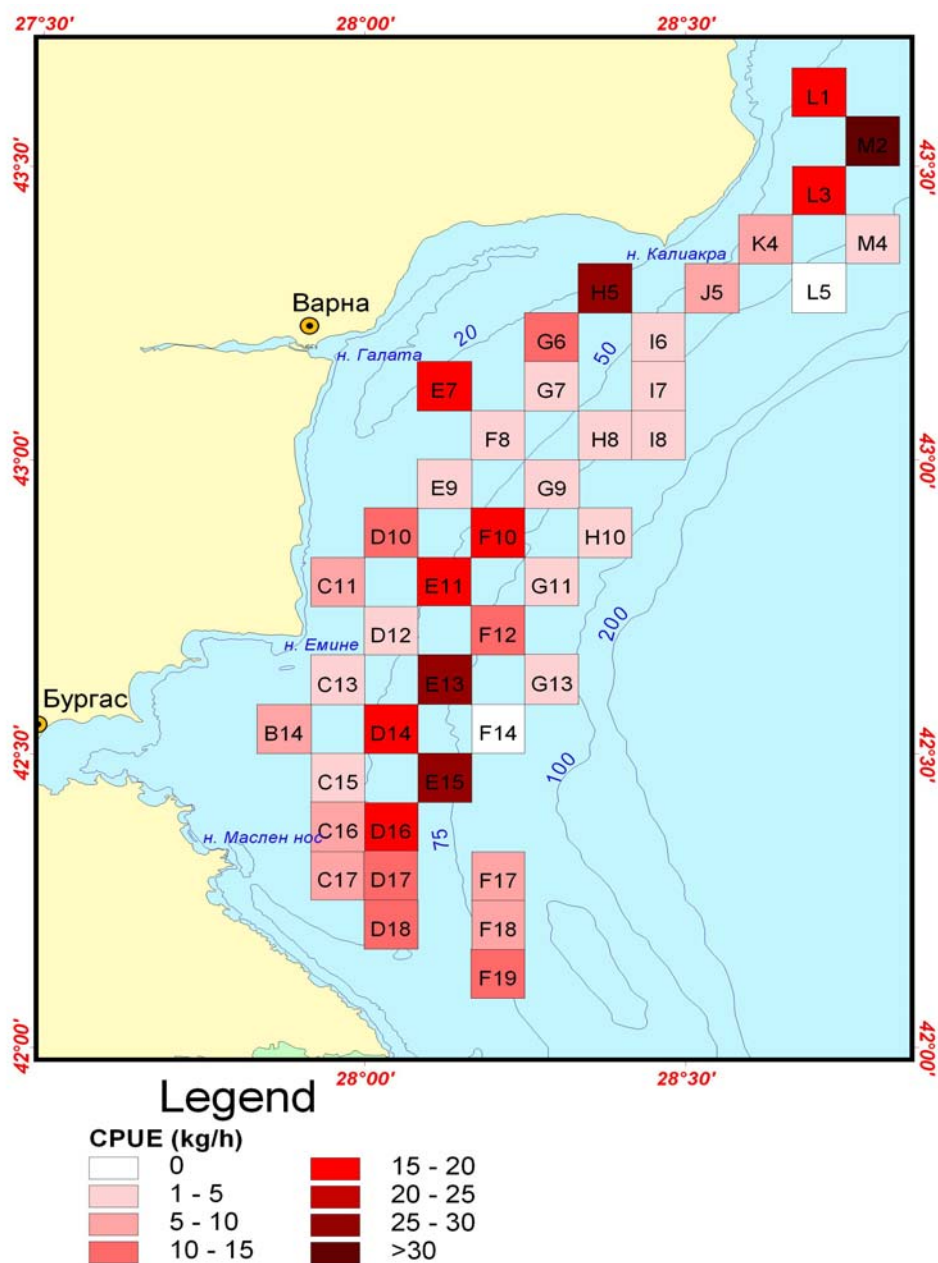 27°30' 28°00' 28°30'
L1
M2
43°30' 43°30'
L3
K4 M4
н. Калиакра
H5 J5 L5
Варна
20 G6 50 I6
н. Галата
E7 G7 I7
F8 H8 I8
43°00' 43°00'
E9 G9
D10 F10 H10
C11 E11 G11
D12 F12 200
н. Емине
C13 E13 G13
Бургас
B14 D14 F14
42°30' 42°30'
100
C15 E15
н. Маслен нос C16 D16 75
C17 D17 F17
D18 F18
F19
42°00' 42°00'
28°00' 28°30'
Legend
CPUE (kg/h)
0 15 - 20
1 - 5 20 - 25
5 - 10 25 - 30
10 - 15 >30